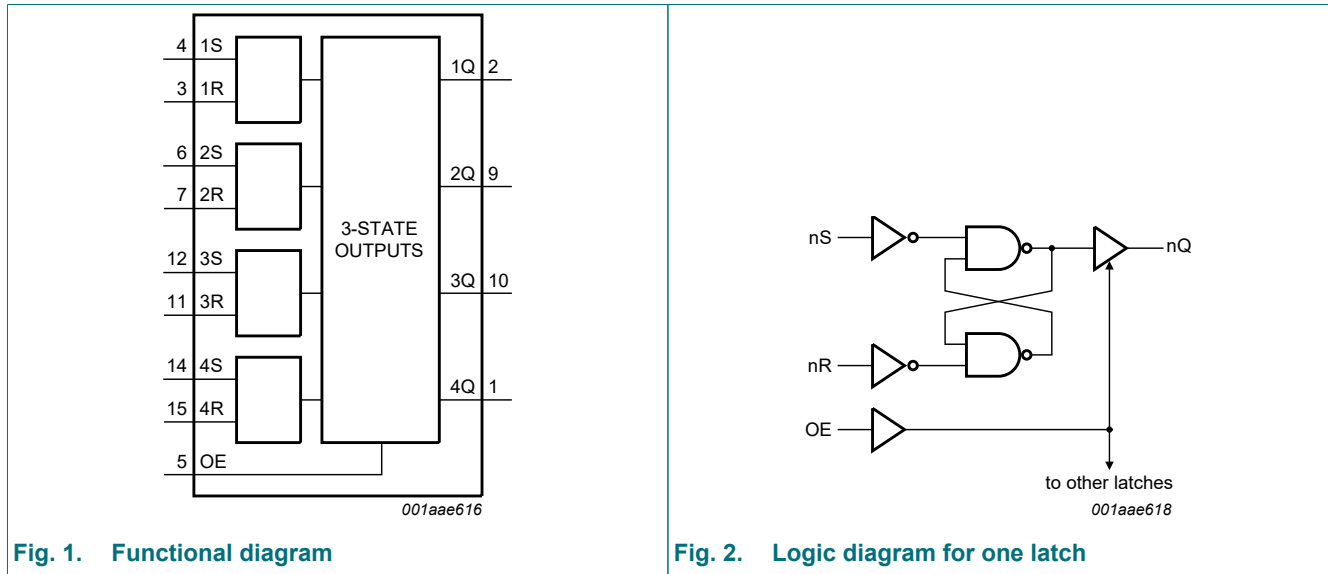 4 1S
3 1R
6 2S
7 2R
12 3S
11 3R
14 4S
15 4R
5 OE
3-STATE
OUTPUTS
1Q 2
2Q 9
3Q 10
4Q 1
001aae616
Fig. 1. Functional diagram
nS
nR
OE
nQ
to other latches
001aae618
Fig. 2. Logic diagram for one latch